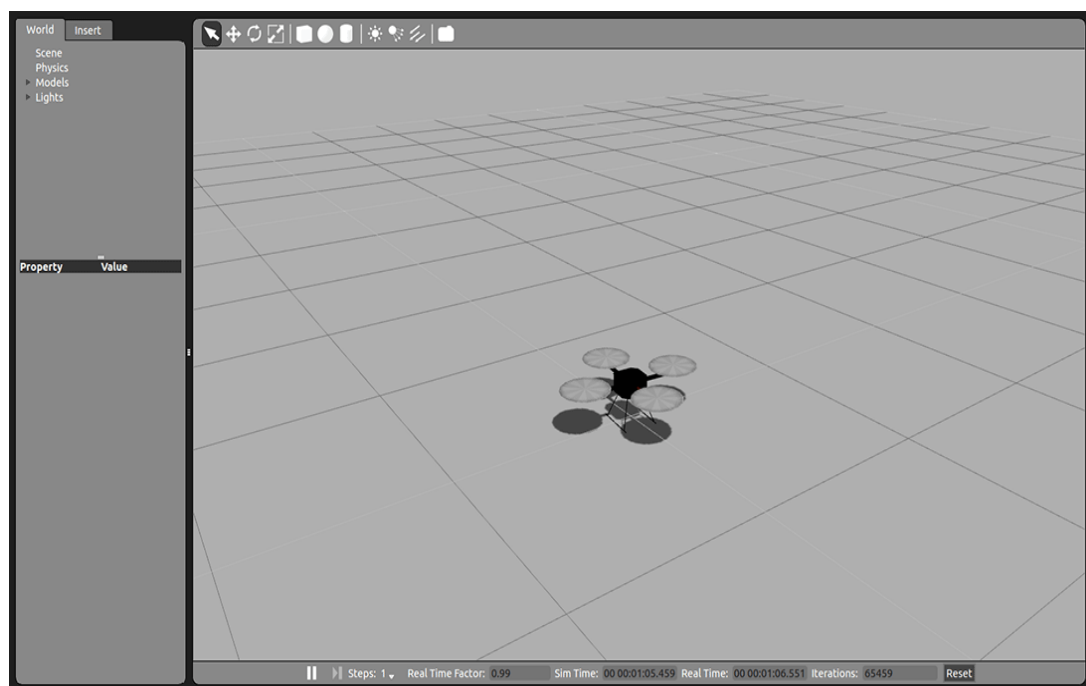 World Insert
Scene
Physics
Models
Lights
Property Value
Steps: 1 Real Time Factor: 0.99 Sim Time: 00 00:01:05.459 Real Time: 00 00:01:06.551 Iterations: 65459 Reset